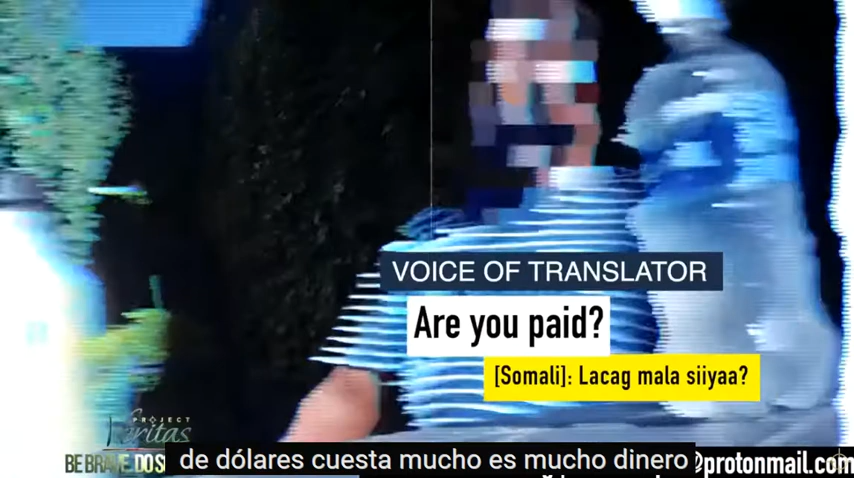 VOICE OF TRANSLATOR
Are you paid?
[Somali]: Lacag mala siiyaa?
PROJECT
Veritas
BE BRAVE. DO S
de dólares cuesta mucho es mucho dinero
@protonmail.com